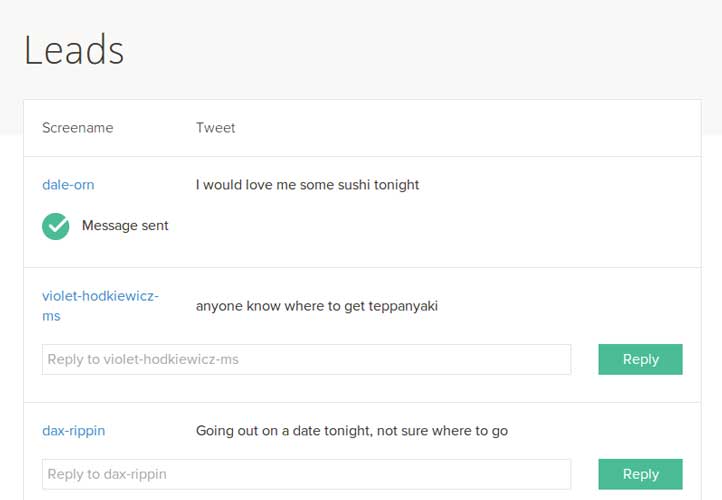 Leads
Screenname Tweet
dale-orn I would love me some sushi tonight
Message sent
violet-hodkiewicz-
ms
anyone know where to get teppanyaki
Reply to violet-hodkiewicz-ms Reply
dax-rippin Going out on a date tonight, not sure where to go
Reply to dax-rippin Reply